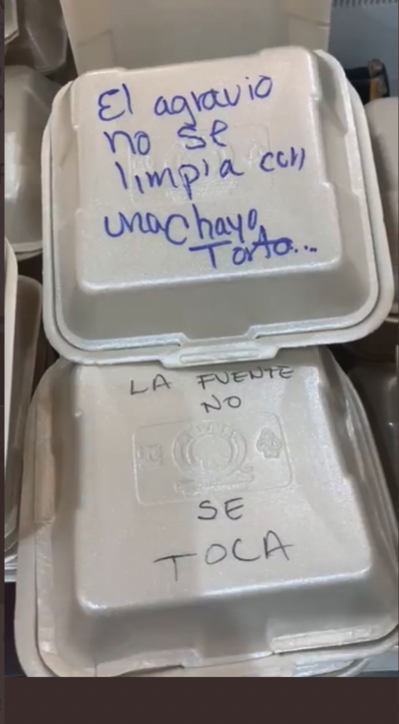 El agravio
no se
limpia con
una Chayo
Torta...
LA FUENTE
NO
SE
TOCA